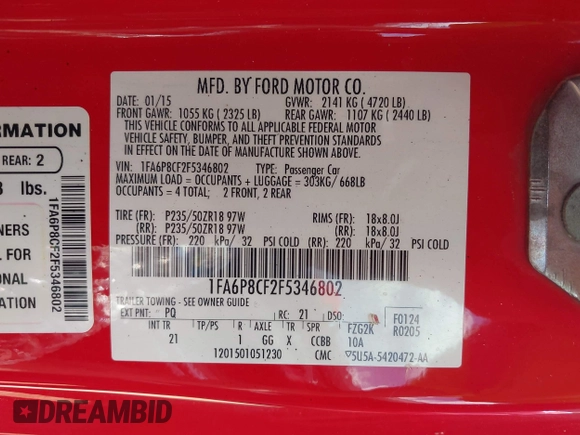 MFD. BY FORD MOTOR CO.
DATE: 01/15 GVWR: 2141 KG ( 4720 LB)
FRONT GAWR: 1055 KG ( 2325 LB) REAR GAWR: 1107 KG ( 2440 LB)
THIS VEHICLE CONFORMS TO ALL APPLICABLE FEDERAL MOTOR
VEHICLE SAFETY, BUMPER, AND THEFT PREVENTION STANDARDS
IN EFFECT ON THE DATE OF MANUFACTURE SHOWN ABOVE.
VIN: 1FA6P8CF2F5346802 TYPE: Passenger Car
MAXIMUM LOAD = OCCUPANTS + LUGGAGE = 303KG/ 668LB
OCCUPANTS = 4 TOTAL: 2 FRONT, 2 REAR
TIRE (FR): P235/50ZR18 97W RIMS (FR): 18x8.0J
(RR): P235/50ZR18 97W (RR): 18x8.0J
PRESSURE (FR): 220 kPa/ 32 PSI COLD (RR): 220 kPa/ 32 PSI COLD
1FA6P8CF2F5346802
TRAILER TOWING - SEE OWNER GUIDE
EXT PNT: PQ RC: 21 DSO: F0124
INT TR TP/PS R AXLE TR SPR FZG2K R0205
21 1 GG X CCBB 10A
1201501051230 CMC 5U5A-5420472-AA
ORMATION
REAR: 2
lbs.
NERS
FOR
ONAL
ON
1FA6P8CF2F5346802
DREAMBID